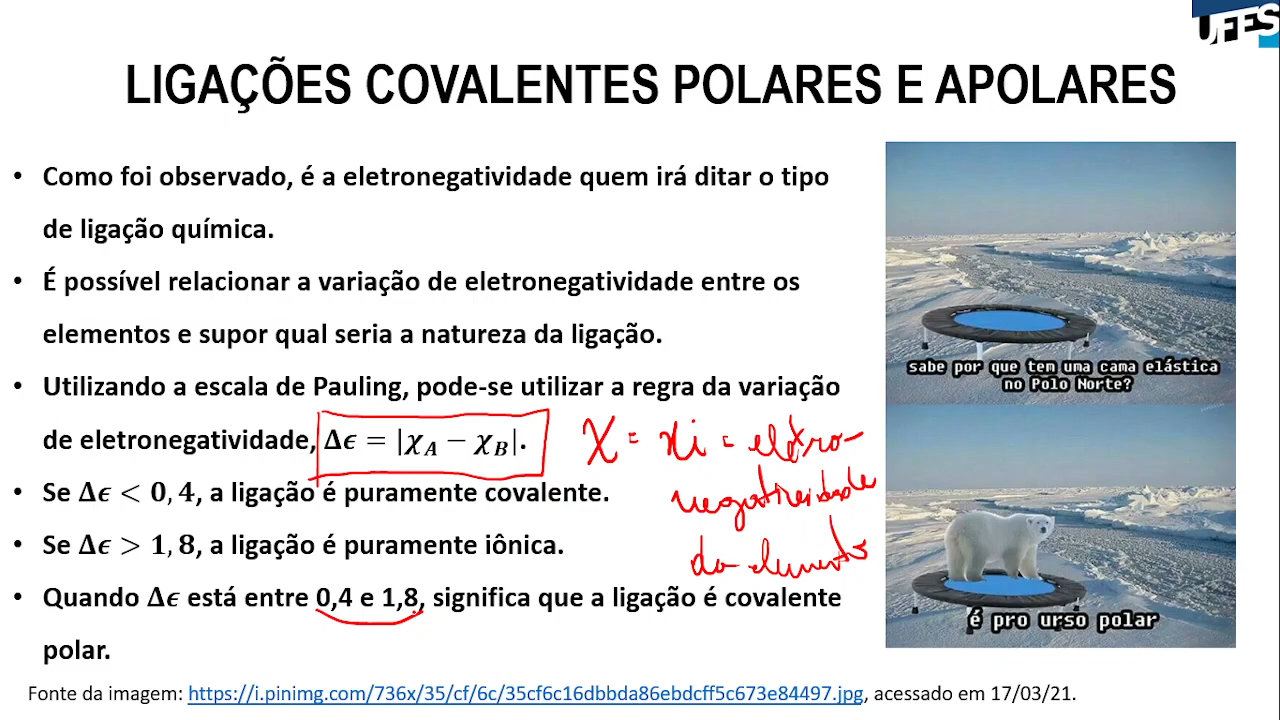 UFES
LIGAÇÕES COVALENTES POLARES E APOLARES
• Como foi observado, é a eletronegatividade quem irá ditar o tipo
de ligação química.
• É possível relacionar a variação de eletronegatividade entre os
elementos e supor qual seria a natureza da ligação.
• Utilizando a escala de Pauling, pode-se utilizar a regra da variação
de eletronegatividade, Δϵ = |χ_A − χ_B|.
• Se Δϵ < 0,4, a ligação é puramente covalente.
• Se Δϵ > 1,8, a ligação é puramente iônica.
• Quando Δϵ está entre 0,4 e 1,8, significa que a ligação é covalente
polar.
χ = xi = eletro-
negatividade
do elemento
sabe por que tem uma cama elástica
no Polo Norte?
é pro urso polar
Fonte da imagem: https://i.pinimg.com/736x/35/cf/6c/35cf6c16dbbda86ebdcff5c673e84497.jpg, acessado em 17/03/21.